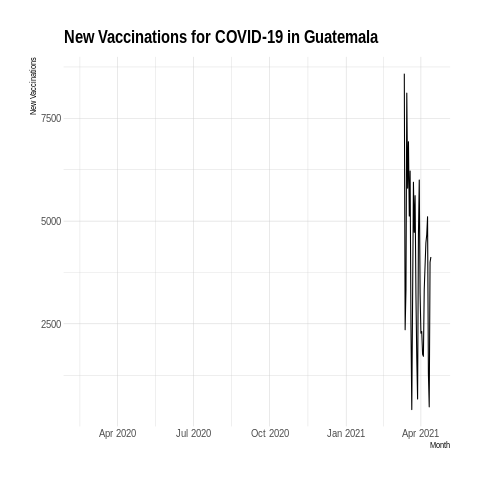 New Vaccinations for COVID-19 in Guatemala
New Vaccinations
7500
5000
2500
Apr 2020 Jul 2020 Oct 2020 Jan 2021 Apr 2021
Month